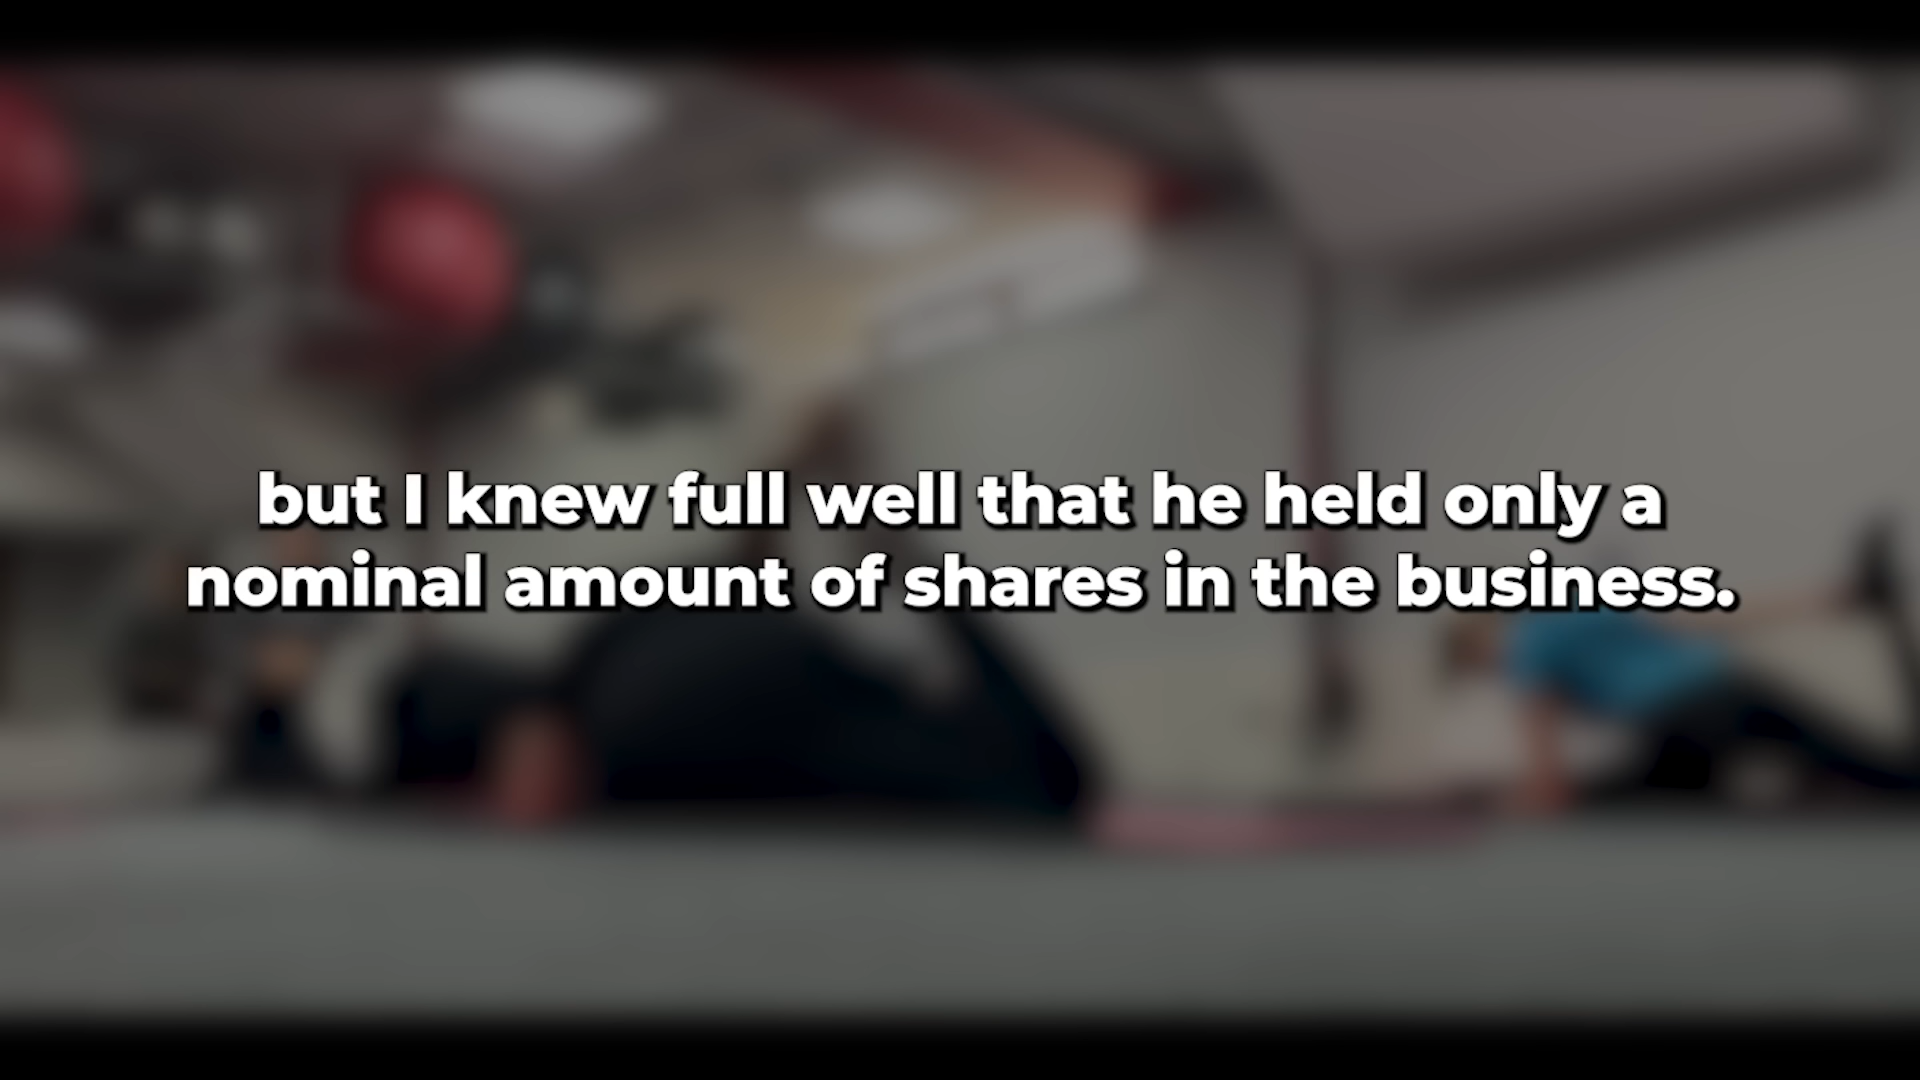 but I knew full well that he held only a
nominal amount of shares in the business.